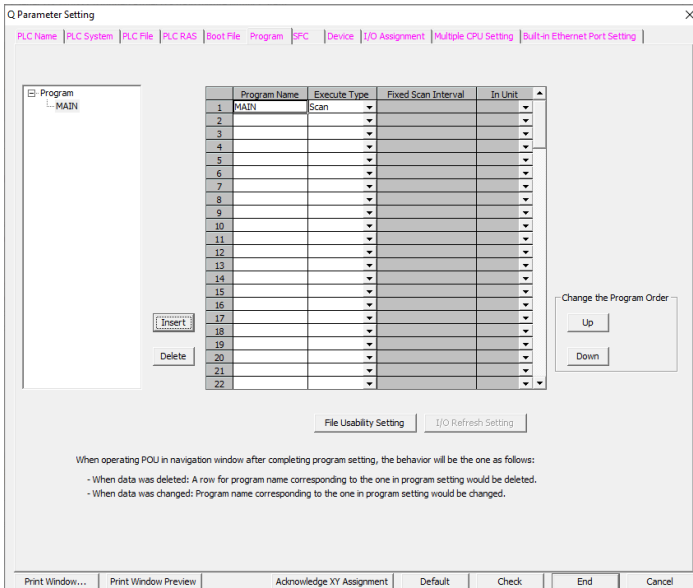 Q Parameter Setting
PLC Name PLC System PLC File PLC RAS Boot File Program SFC Device I/O Assignment Multiple CPU Setting Built-in Ethernet Port Setting
Program
MAIN
Program Name Execute Type Fixed Scan Interval In Unit
1 MAIN Scan
2
3
4
5
6
7
8
9
10
11
12
13
14
15
16
17
18
19
20
21
22
Insert
Delete
Change the Program Order
Up
Down
File Usability Setting I/O Refresh Setting
When operating POU in navigation window after completing program setting, the behavior will be the one as follows:
- When data was deleted: A row for program name corresponding to the one in program setting would be deleted.
- When data was changed: Program name corresponding to the one in program setting would be changed.
Print Window... Print Window Preview Acknowledge XY Assignment Default Check End Cancel